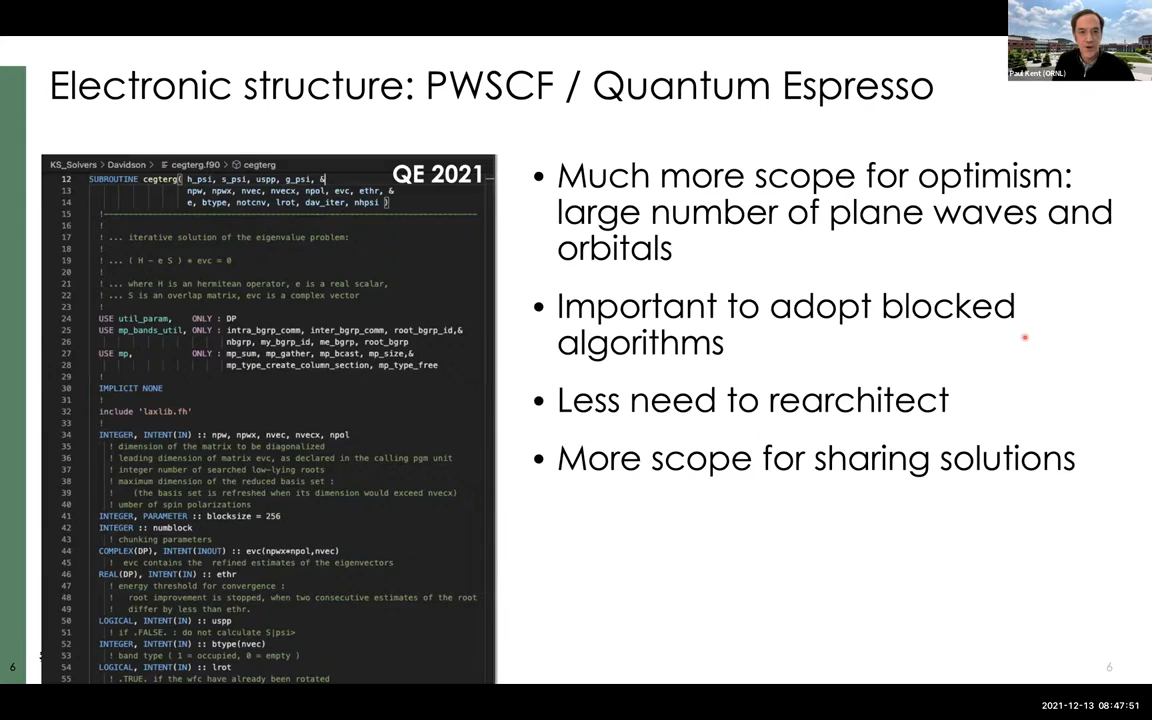 Paul Kent (ORNL)
Electronic structure: PWSCF / Quantum Espresso
KS_Solvers > Davidson > cegterg.f90 > cegterg
QE 2021
12 SUBROUTINE cegterg( h_psi, s_psi, uspp, g_psi, &
13 npw, npwx, nvec, nvecx, npol, evc, ethr, &
14 e, btype, notcnv, lrot, dav_iter, nhpsi )
15 !----------------------------------------------------------------------------
16 !
17 ! ... iterative solution of the eigenvalue problem:
18 !
19 ! ... ( H - e S ) * evc = 0
20 !
21 ! ... where H is an hermitean operator, e is a real scalar,
22 ! ... S is an overlap matrix, evc is a complex vector
23 !
24 USE util_param, ONLY : DP
25 USE mp_bands_util, ONLY : intra_bgrp_comm, inter_bgrp_comm, root_bgrp_id,&
26 nbgrp, my_bgrp_id, me_bgrp, root_bgrp
27 USE mp, ONLY : mp_sum, mp_gather, mp_bcast, mp_size,&
28 mp_type_create_column_section, mp_type_free
29 !
30 IMPLICIT NONE
31 !
32 include 'laxlib.fh'
33 !
34 INTEGER, INTENT(IN) :: npw, npwx, nvec, nvecx, npol
35 ! dimension of the matrix to be diagonalized
36 ! leading dimension of matrix evc, as declared in the calling pgm unit
37 ! integer number of searched low-lying roots
38 ! maximum dimension of the reduced basis set :
39 ! (the basis set is refreshed when its dimension would exceed nvecx)
40 ! umber of spin polarizations
41 INTEGER, PARAMETER :: blocksize = 256
42 INTEGER :: numblock
43 ! chunking parameters
44 COMPLEX(DP), INTENT(INOUT) :: evc(npwx*npol,nvec)
45 ! evc contains the refined estimates of the eigenvectors
46 REAL(DP), INTENT(IN) :: ethr
47 ! energy threshold for convergence :
48 ! root improvement is stopped, when two consecutive estimates of the root
49 ! differ by less than ethr.
50 LOGICAL, INTENT(IN) :: uspp
51 ! if .FALSE. : do not calculate S|psi>
52 INTEGER, INTENT(IN) :: btype(nvec)
53 ! band type ( 1 = occupied, 0 = empty )
54 LOGICAL, INTENT(IN) :: lrot
55 ! .TRUE. if the wfc have already been rotated
• Much more scope for optimism:
large number of plane waves and
orbitals
• Important to adopt blocked
algorithms
• Less need to rearchitect
• More scope for sharing solutions
6
6
2021-12-13 08:47:51